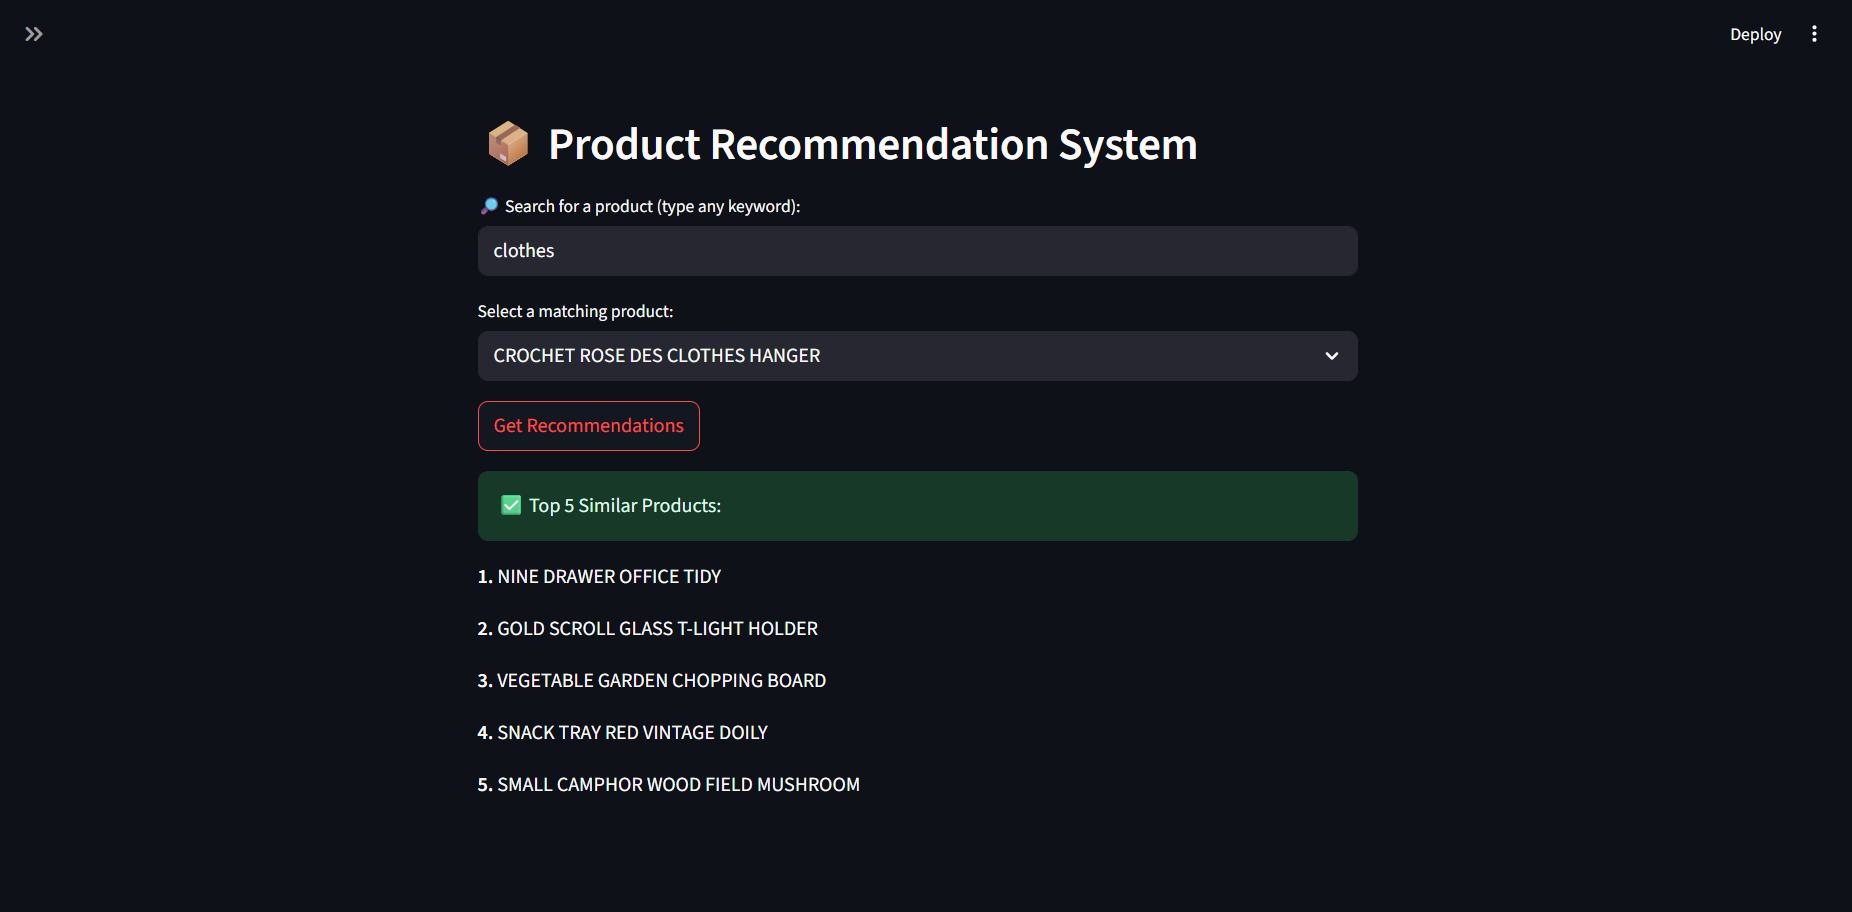 Deploy
Product Recommendation System
Search for a product (type any keyword):
clothes
Select a matching product:
CROCHET ROSE DES CLOTHES HANGER
Get Recommendations
Top 5 Similar Products:
1. NINE DRAWER OFFICE TIDY
2. GOLD SCROLL GLASS T-LIGHT HOLDER
3. VEGETABLE GARDEN CHOPPING BOARD
4. SNACK TRAY RED VINTAGE DOILY
5. SMALL CAMPHOR WOOD FIELD MUSHROOM